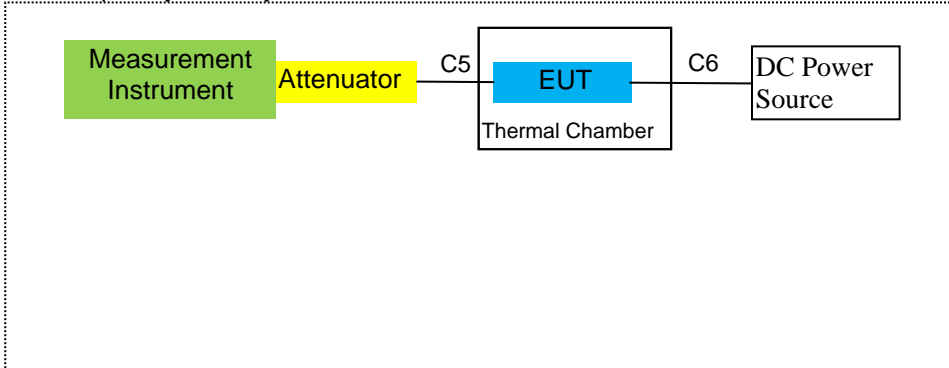 Measurement
Instrument
Attenuator
C5
EUT
Thermal Chamber
C6
DC Power
Source